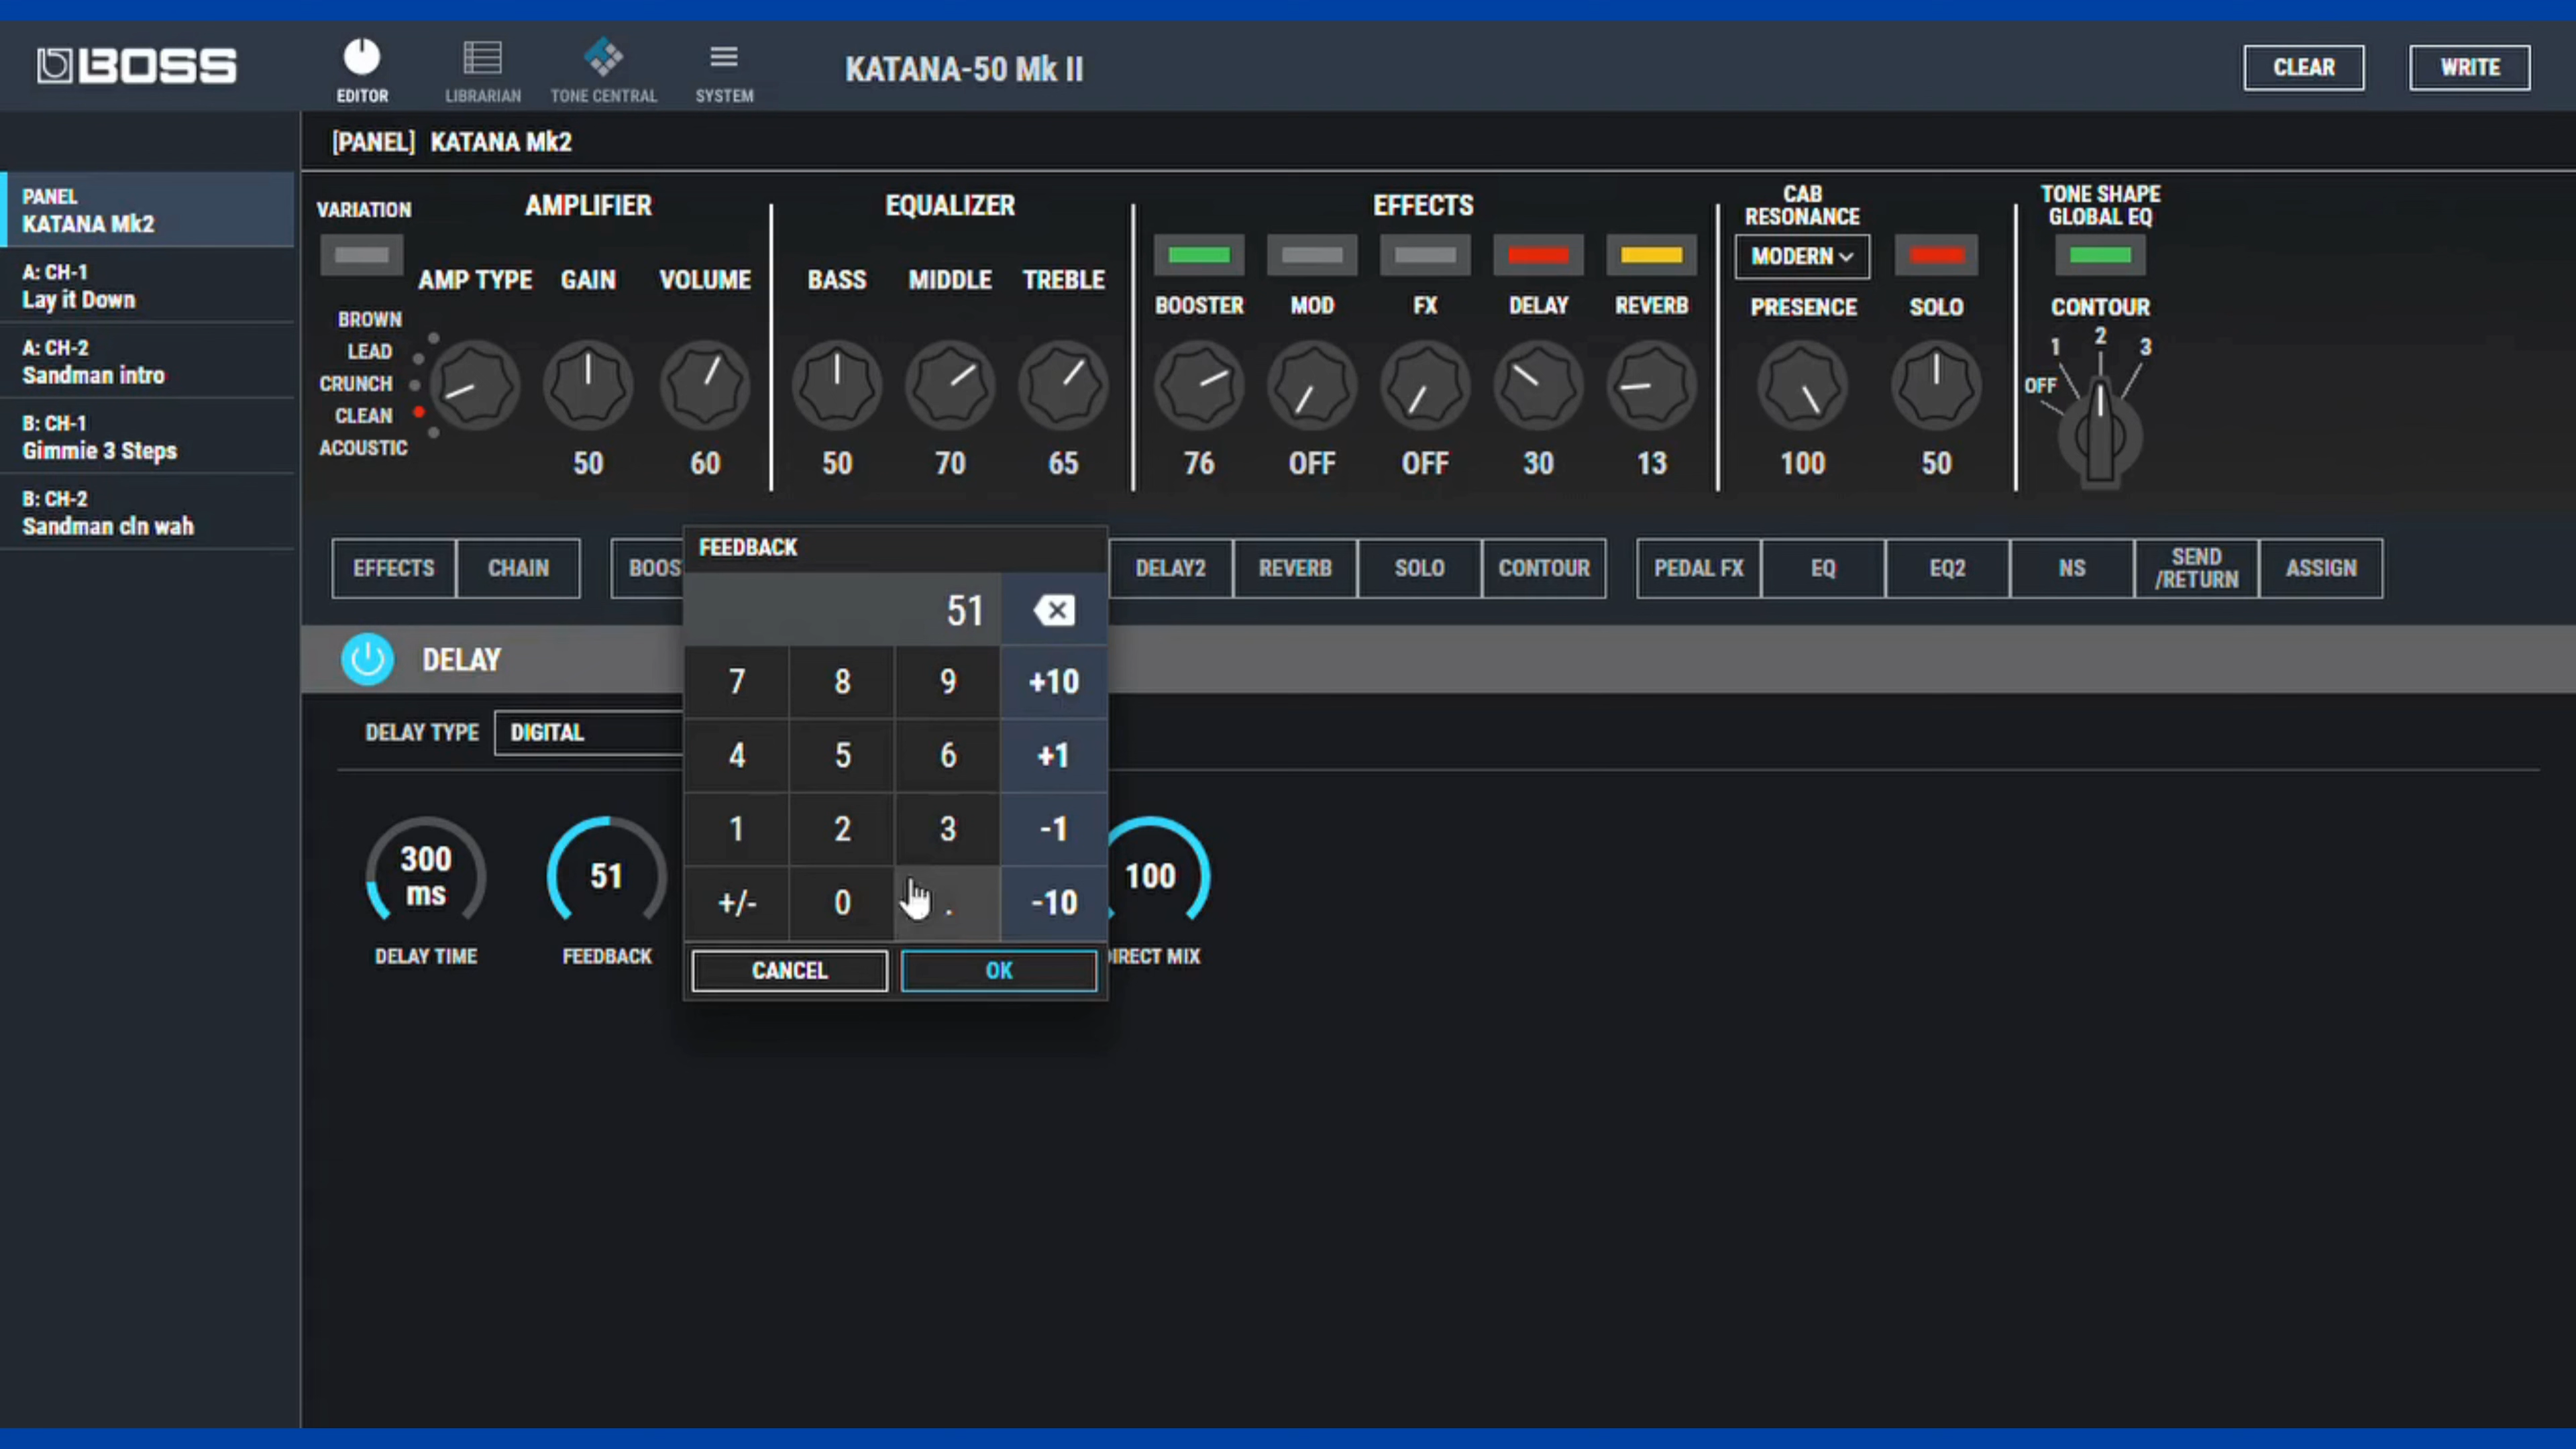 BOSS
EDITOR
LIBRARIAN
TONE CENTRAL
SYSTEM
KATANA-50 Mk II
CLEAR
WRITE
[PANEL] KATANA Mk2
PANEL
KATANA Mk2
A: CH-1
Lay it Down
A: CH-2
Sandman intro
B: CH-1
Gimmie 3 Steps
B: CH-2
Sandman cln wah
VARIATION
AMPLIFIER
AMP TYPE
GAIN
VOLUME
BROWN
LEAD
CRUNCH
CLEAN
ACOUSTIC
50
60
EQUALIZER
BASS
MIDDLE
TREBLE
50
70
65
EFFECTS
BOOSTER
MOD
FX
DELAY
REVERB
76
OFF
OFF
30
13
CAB
RESONANCE
MODERN
PRESENCE
SOLO
100
50
TONE SHAPE
GLOBAL EQ
CONTOUR
OFF
1
2
3
EFFECTS
CHAIN
BOOS
DELAY2
REVERB
SOLO
CONTOUR
PEDAL FX
EQ
EQ2
NS
SEND
/RETURN
ASSIGN
DELAY
DELAY TYPE
DIGITAL
300
ms
DELAY TIME
51
FEEDBACK
FEEDBACK
51
7 8 9 +10
4 5 6 +1
1 2 3 -1
+/- 0 . -10
CANCEL
OK
100
IRECT MIX